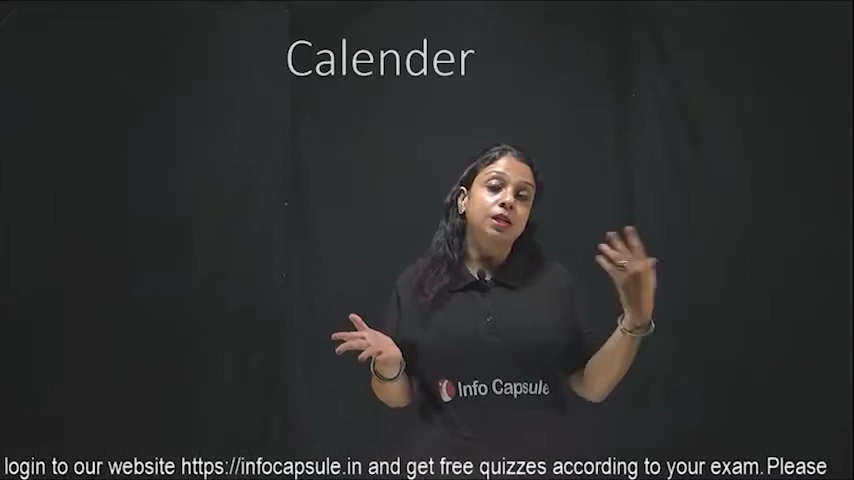 Calender
Info Capsule
login to our website https://infocapsule.in and get free quizzes according to your exam. Please